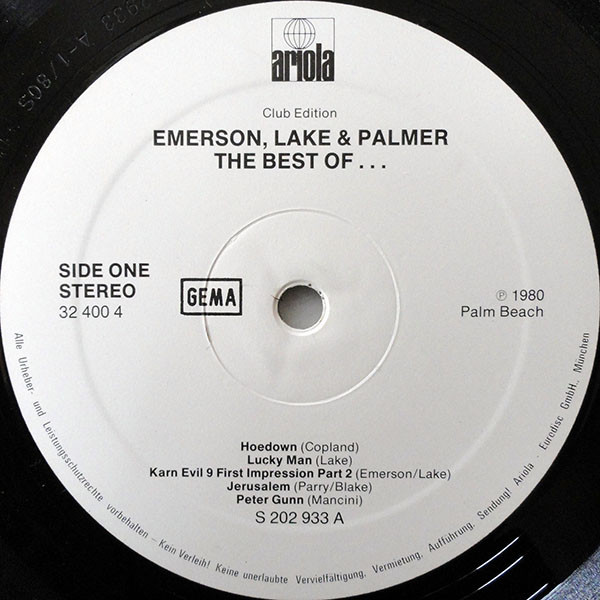 2933 A-1/80S
ariola
Club Edition
EMERSON, LAKE & PALMER
THE BEST OF . . .
SIDE ONE
STEREO
32 400 4
GEMA
℗ 1980
Palm Beach
Hoedown (Copland)
Lucky Man (Lake)
Karn Evil 9 First Impression Part 2 (Emerson/Lake)
Jerusalem (Parry/Blake)
Peter Gunn (Mancini)
S 202 933 A
Alle Urheber- und Leistungsschutzrechte vorbehalten – Kein Verleih! Keine unerlaubte Vervielfältigung, Vermietung, Aufführung, Sendung! Ariola - Eurodisc GmbH., München